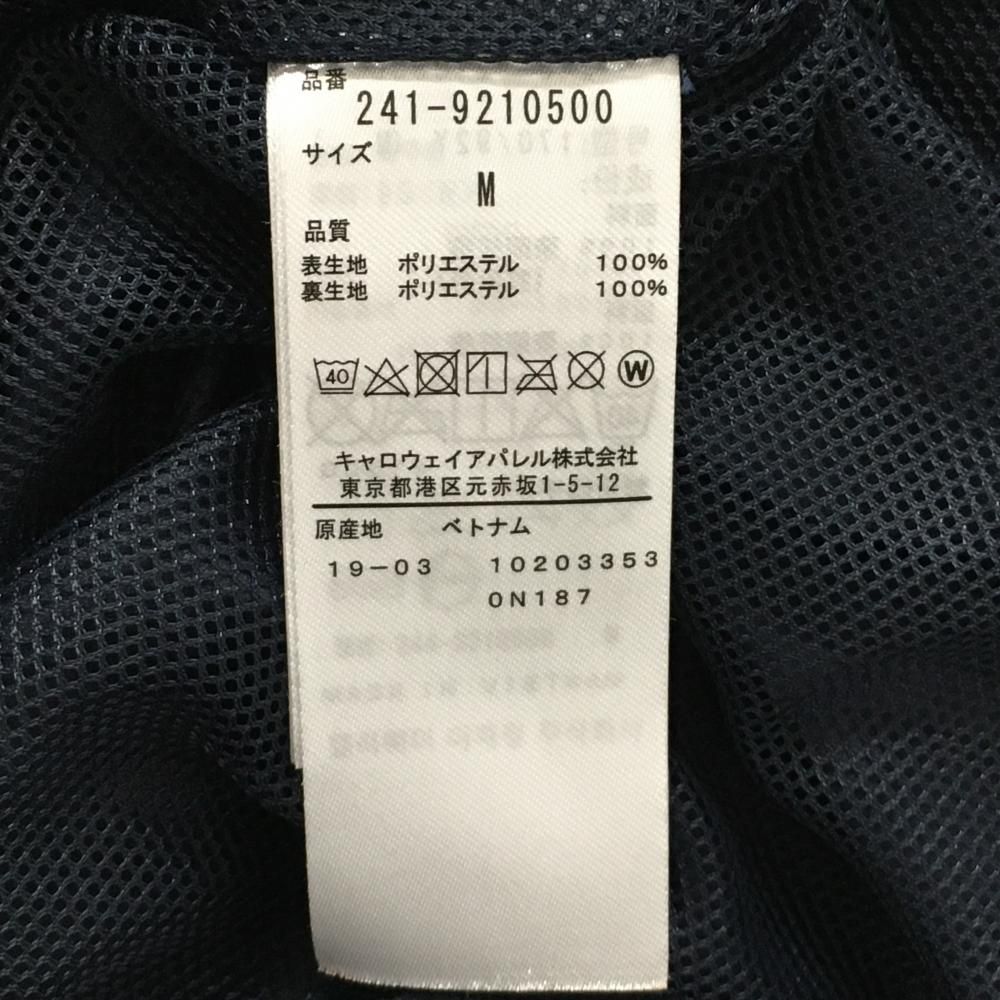 品番
241-9210500
サイズ
M
品質
表生地 ポリエステル 100%
裏生地 ポリエステル 100%
40 W
キャロウェイアパレル株式会社
東京都港区元赤坂1-5-12
原産地 ベトナム
19-03 10203353
0N187